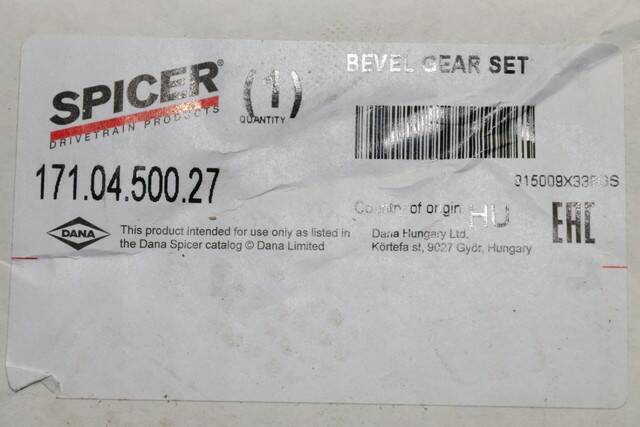 SPICER®
DRIVETRAIN PRODUCTS
(1)
QUANTITY
BEVEL GEAR SET
171.04.500.27
Country of origin HU
DANA
This product intended for use only as listed in
the Dana Spicer catalog © Dana Limited
Dana Hungary Ltd.
Körtefa st, 9027 Győr, Hungary
EAC